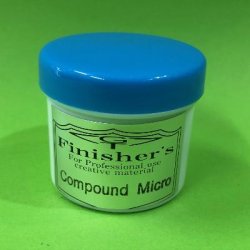 Finisher's
For Professional use
creative material
Compound Micro